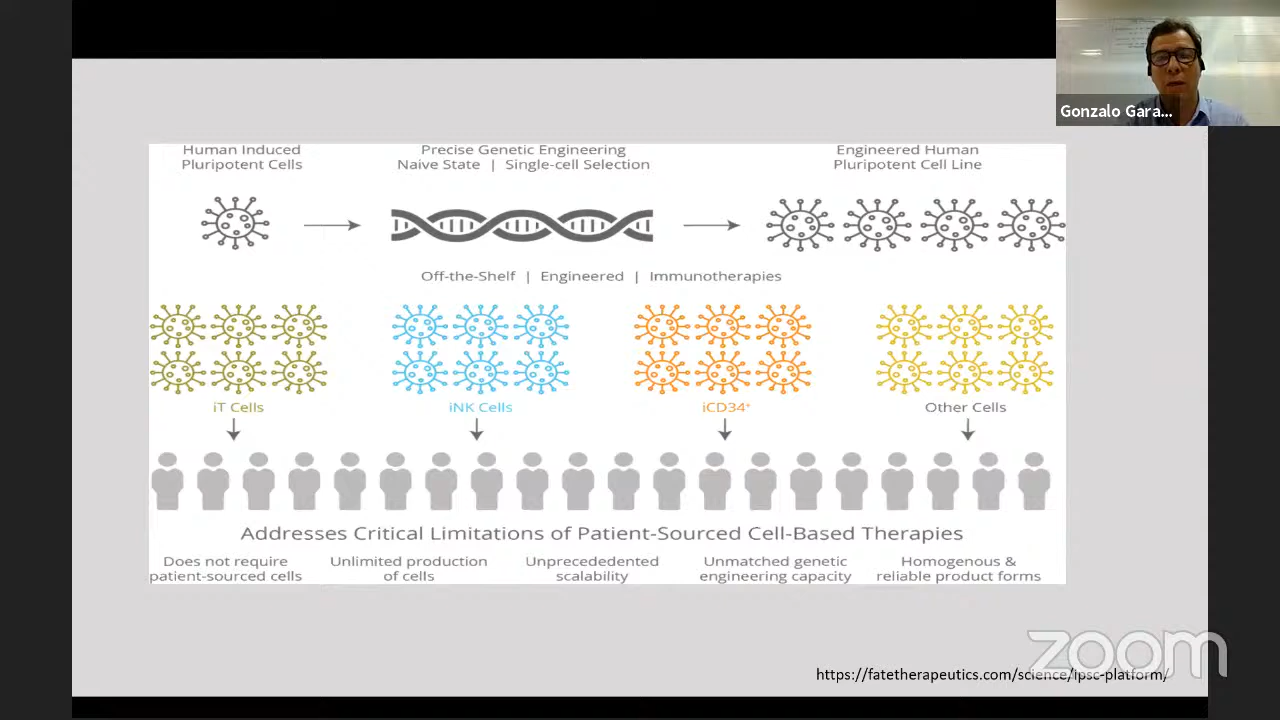 Gonzalo Gara...
Human Induced
Pluripotent Cells
Precise Genetic Engineering
Naive State | Single-cell Selection
Engineered Human
Pluripotent Cell Line
Off-the-Shelf | Engineered | Immunotherapies
iT Cells
iNK Cells
iCD34⁺
Other Cells
Addresses Critical Limitations of Patient-Sourced Cell-Based Therapies
Does not require
patient-sourced cells
Unlimited production
of cells
Unprecededented
scalability
Unmatched genetic
engineering capacity
Homogenous &
reliable product forms
zoom
https://fatetherapeutics.com/science/ipsc-platform/